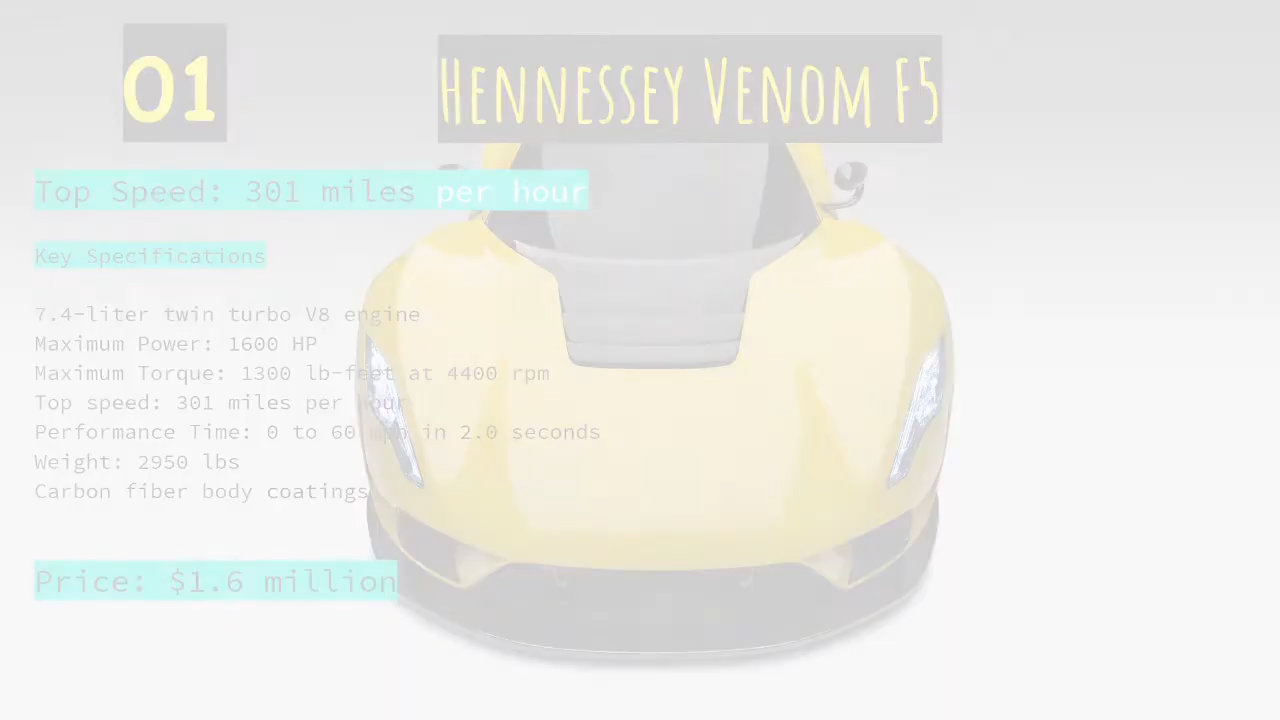 01
Hennessey Venom F5
Top Speed: 301 miles per hour
Key Specifications
7.4-liter twin turbo V8 engine
Maximum Power: 1600 HP
Maximum Torque: 1300 lb-feet at 4400 rpm
Top speed: 301 miles per hour
Performance Time: 0 to 60 mph in 2.0 seconds
Weight: 2950 lbs
Carbon fiber body coatings
Price: $1.6 million